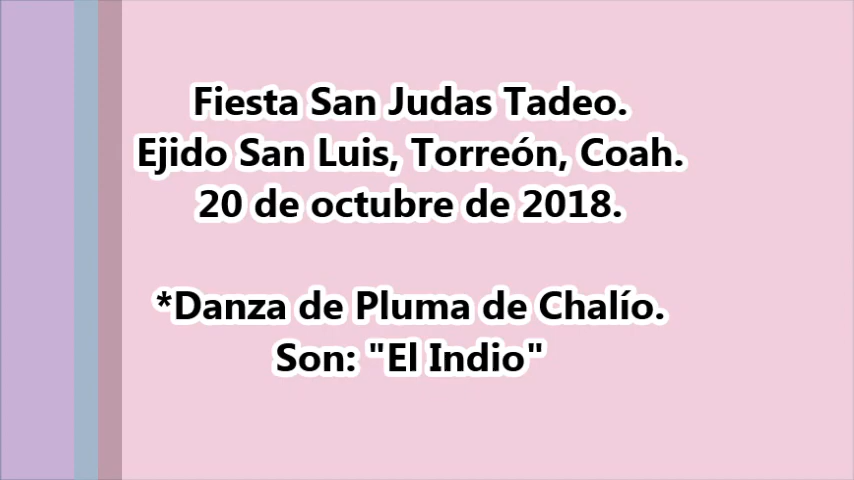 Fiesta San Judas Tadeo.
Ejido San Luis, Torreón, Coah.
20 de octubre de 2018.
*Danza de Pluma de Chalío.
Son: "El Indio"